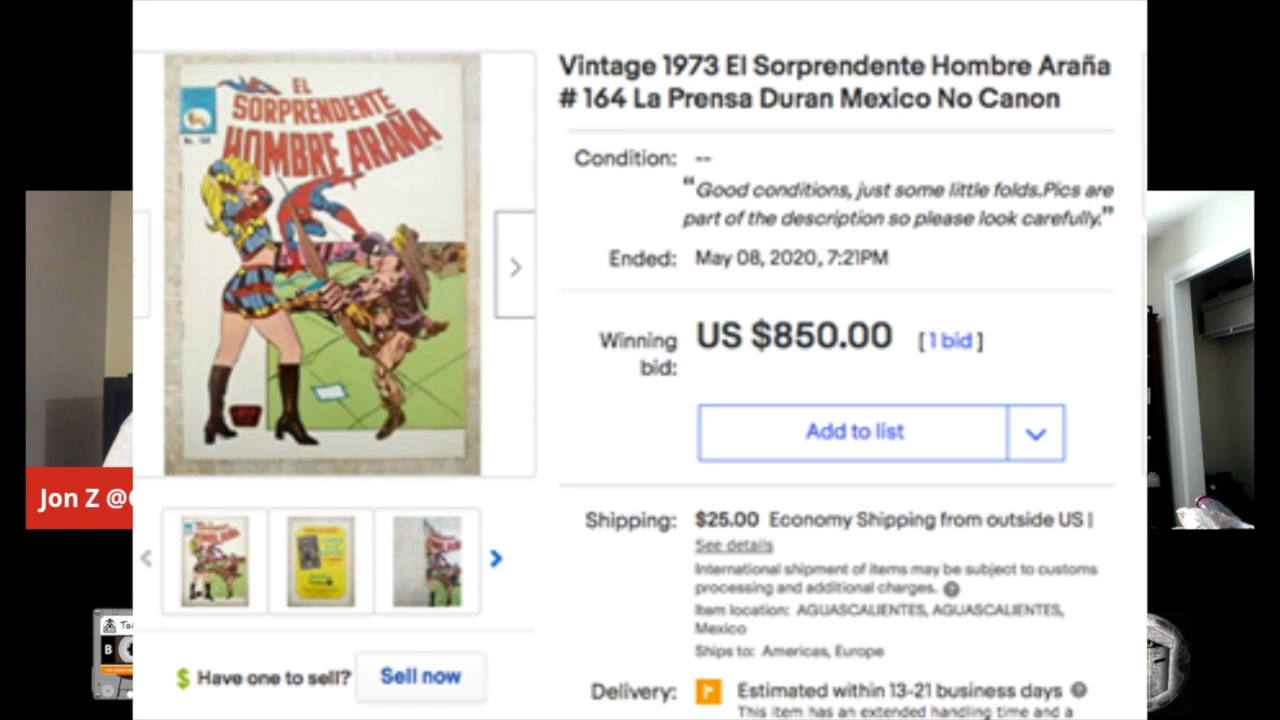 Vintage 1973 El Sorprendente Hombre Araña
# 164 La Prensa Duran Mexico No Canon
EL
SORPRENDENTE
HOMBRE ARAÑA
Condition: --
“Good conditions, just some little folds.Pics are
part of the description so please look carefully.”
Ended: May 08, 2020, 7:21PM
Winning bid: US $850.00 [ 1 bid ]
Add to list
Jon Z @
Shipping: $25.00 Economy Shipping from outside US |
See details
International shipment of items may be subject to customs
processing and additional charges. ?
Item location: AGUASCALIENTES, AGUASCALIENTES,
Mexico
Ships to: Americas, Europe
B
$ Have one to sell? Sell now
Delivery: Estimated within 13-21 business days ?
This item has an extended handling time and a